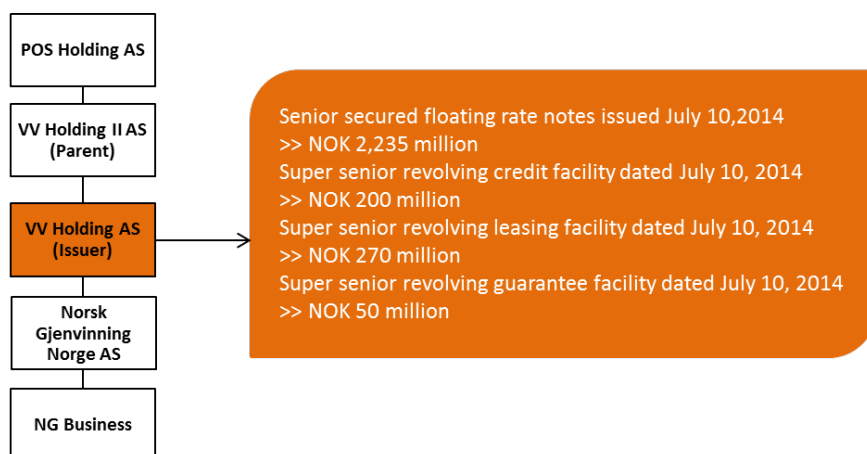 POS Holding AS
VV Holding II AS
(Parent)
VV Holding AS
(Issuer)
Norsk
Gjenvinning
Norge AS
NG Business
Senior secured floating rate notes issued July 10,2014
>> NOK 2,235 million
Super senior revolving credit facility dated July 10, 2014
>> NOK 200 million
Super senior revolving leasing facility dated July 10, 2014
>> NOK 270 million
Super senior revolving guarantee facility dated July 10, 2014
>> NOK 50 million